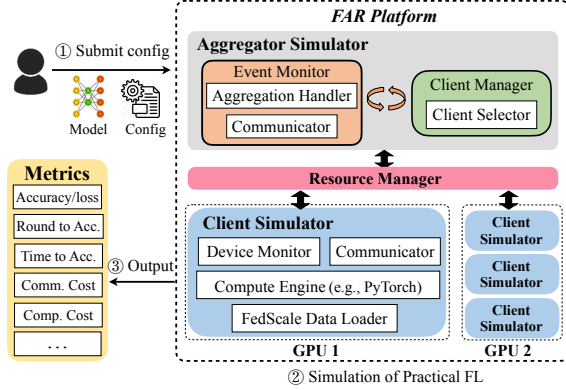 FAR Platform
① Submit config
Model
Config
Aggregator Simulator
Event Monitor
Aggregation Handler
Communicator
Client Manager
Client Selector
Resource Manager
Metrics
Accuracy/loss
Round to Acc.
Time to Acc.
Comm. Cost
Comp. Cost
...
③ Output
Client Simulator
Device Monitor
Communicator
Compute Engine (e.g., PyTorch)
FedScale Data Loader
GPU 1
Client
Simulator
Client
Simulator
Client
Simulator
GPU 2
② Simulation of Practical FL